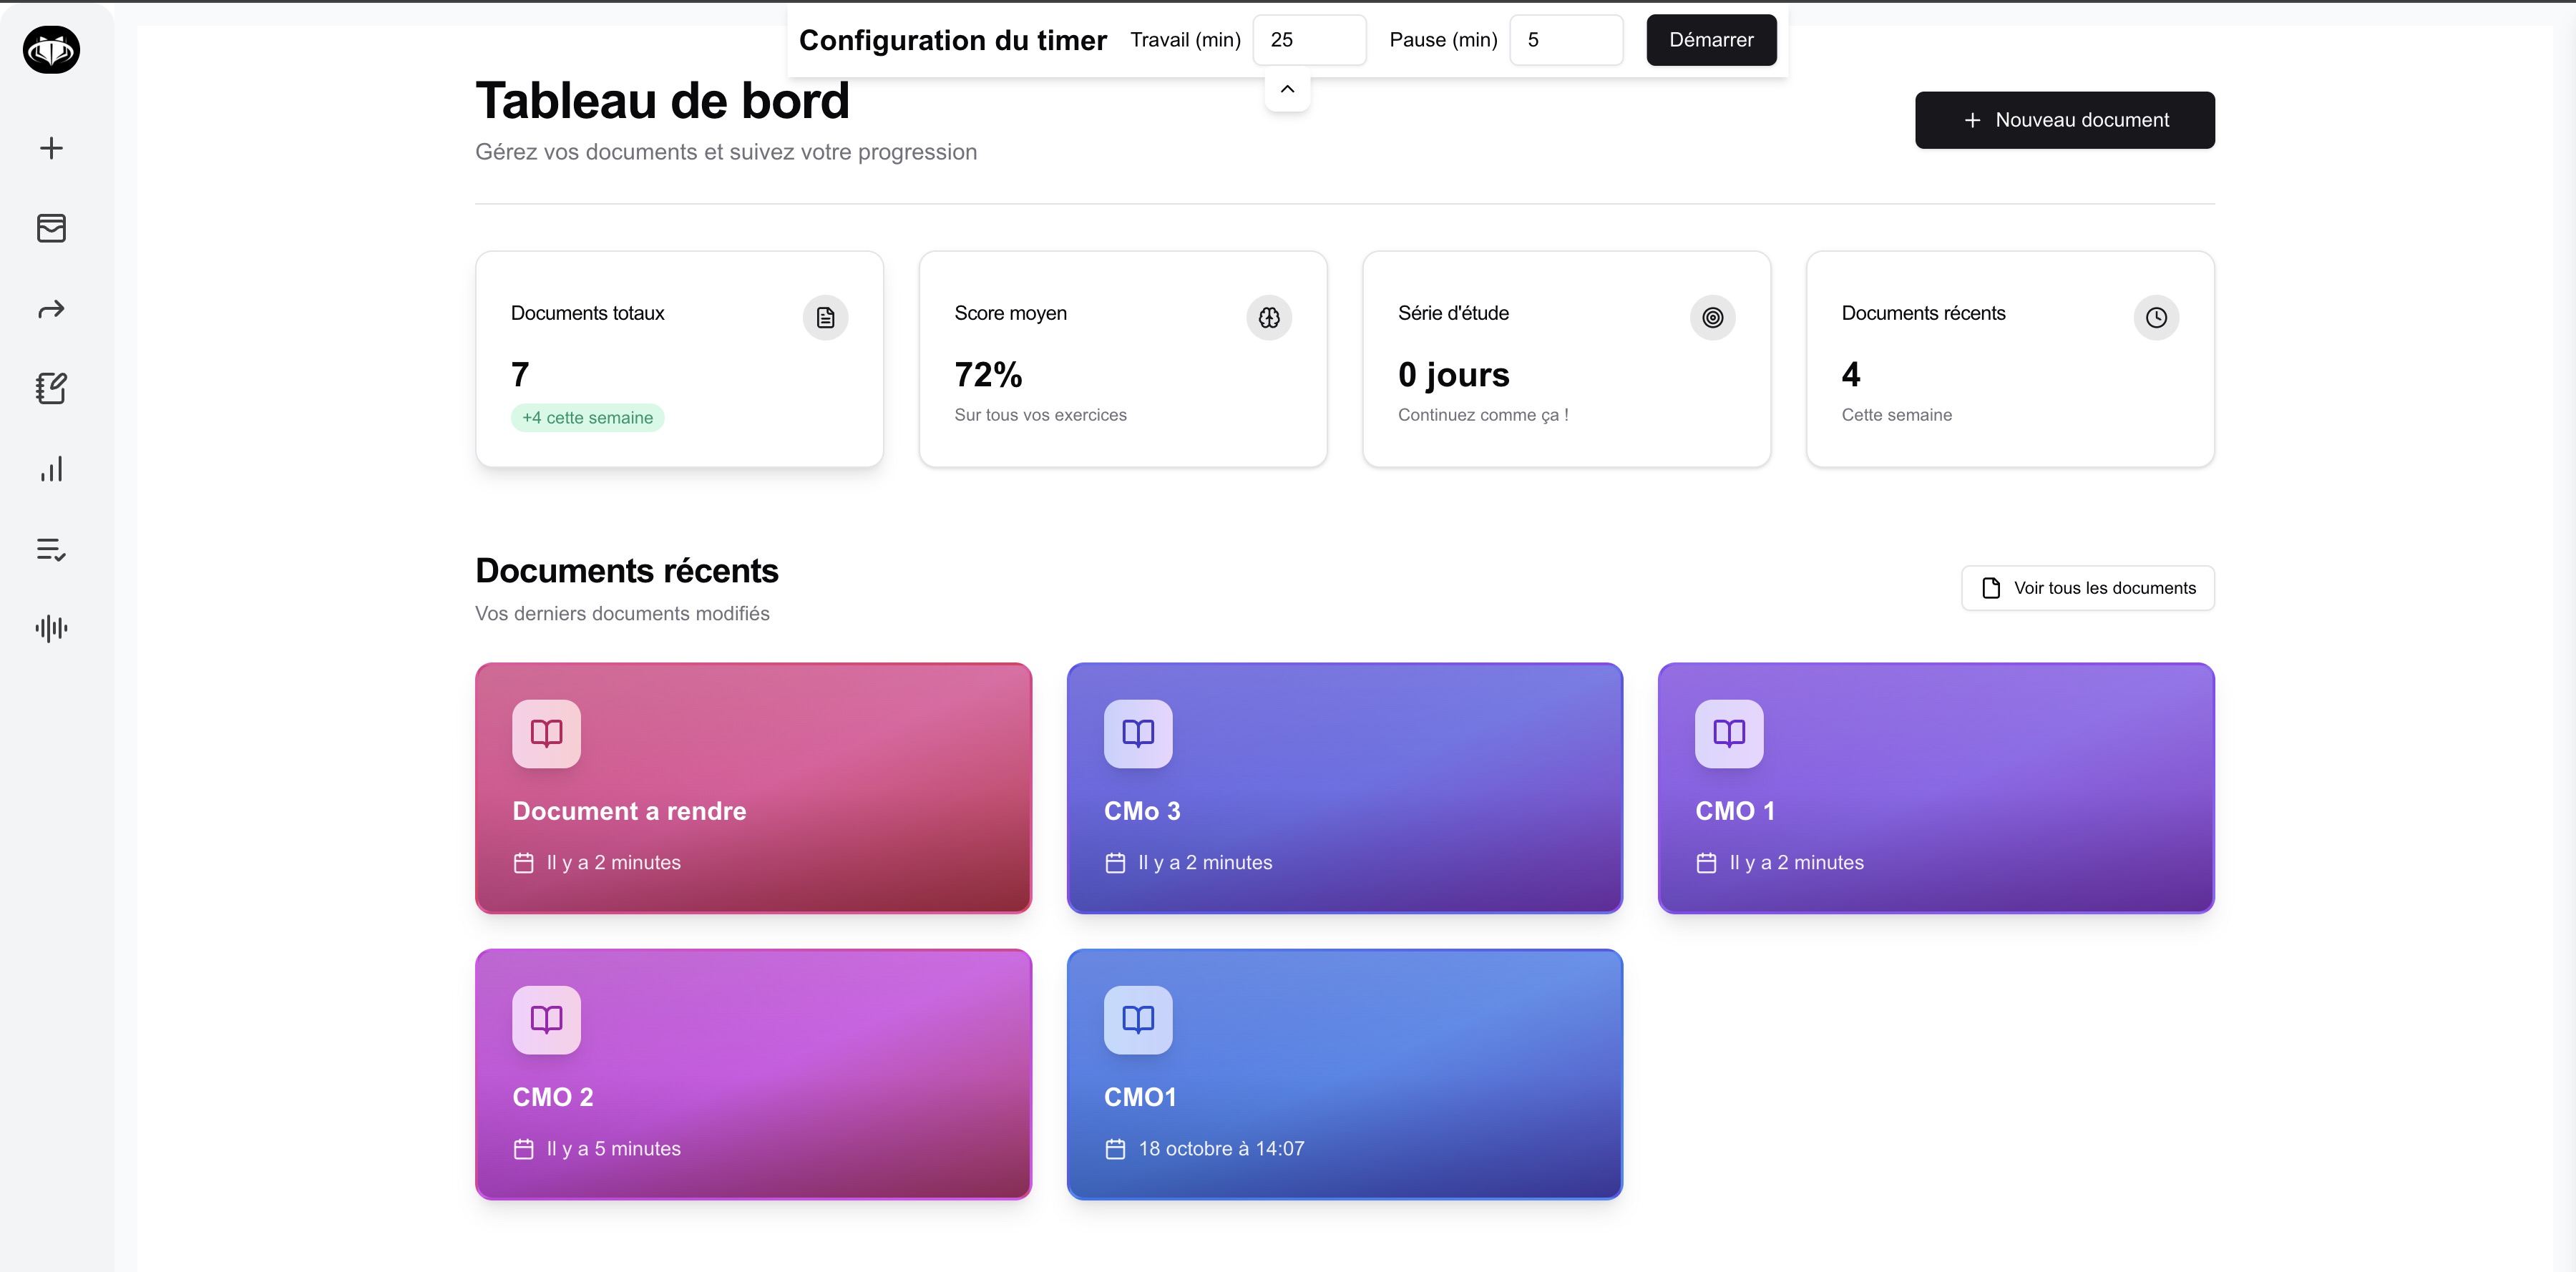 Configuration du timer Travail (min) 25 Pause (min) 5 Démarrer
Tableau de bord
Gérez vos documents et suivez votre progression
+ Nouveau document
Documents totaux
7
+4 cette semaine
Score moyen
72%
Sur tous vos exercices
Série d'étude
0 jours
Continuez comme ça !
Documents récents
4
Cette semaine
Documents récents
Vos derniers documents modifiés
Voir tous les documents
Document a rendre
Il y a 2 minutes
CMo 3
Il y a 2 minutes
CMO 1
Il y a 2 minutes
CMO 2
Il y a 5 minutes
CMO1
18 octobre à 14:07